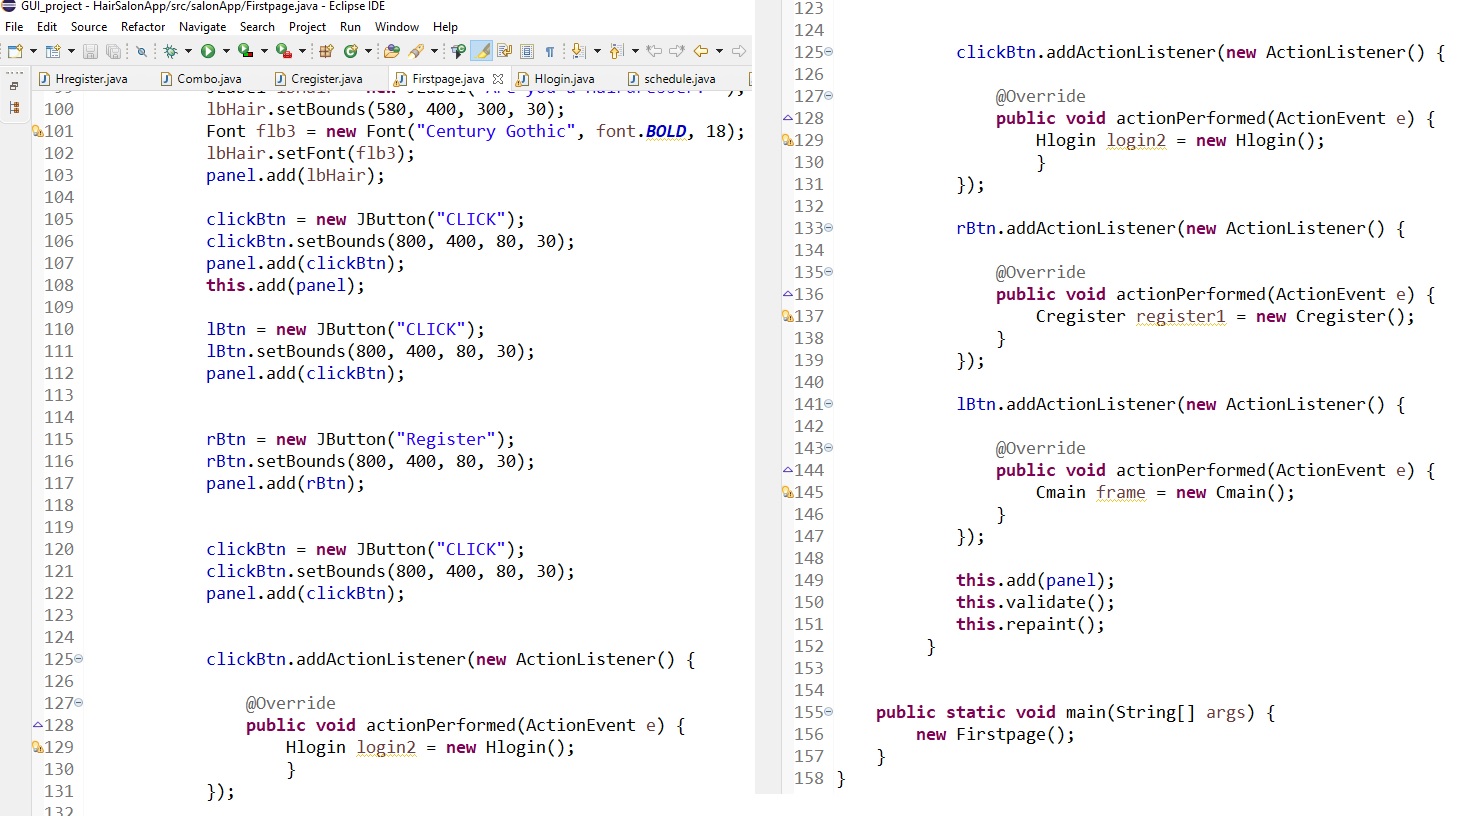 GUI_project - HairSalonApp/src/salonApp/Firstpage.java - Eclipse IDE
File Edit Source Refactor Navigate Search Project Run Window Help
Hregister.java Combo.java Cregister.java Firstpage.java Hlogin.java schedule.java
100 lbHair.setBounds(580, 400, 300, 30);
101 Font flb3 = new Font("Century Gothic", font.BOLD, 18);
102 lbHair.setFont(flb3);
103 panel.add(lbHair);
104
105 clickBtn = new JButton("CLICK");
106 clickBtn.setBounds(800, 400, 80, 30);
107 panel.add(clickBtn);
108 this.add(panel);
109
110 lBtn = new JButton("CLICK");
111 lBtn.setBounds(800, 400, 80, 30);
112 panel.add(clickBtn);
113
114
115 rBtn = new JButton("Register");
116 rBtn.setBounds(800, 400, 80, 30);
117 panel.add(rBtn);
118
119
120 clickBtn = new JButton("CLICK");
121 clickBtn.setBounds(800, 400, 80, 30);
122 panel.add(clickBtn);
123
124
125 clickBtn.addActionListener(new ActionListener() {
126
127 @Override
128 public void actionPerformed(ActionEvent e) {
129 Hlogin login2 = new Hlogin();
130 }
131 });
132
123
124
125 clickBtn.addActionListener(new ActionListener() {
126
127 @Override
128 public void actionPerformed(ActionEvent e) {
129 Hlogin login2 = new Hlogin();
130 }
131 });
132
133 rBtn.addActionListener(new ActionListener() {
134
135 @Override
136 public void actionPerformed(ActionEvent e) {
137 Cregister register1 = new Cregister();
138 }
139 });
140
141 lBtn.addActionListener(new ActionListener() {
142
143 @Override
144 public void actionPerformed(ActionEvent e) {
145 Cmain frame = new Cmain();
146 }
147 });
148
149 this.add(panel);
150 this.validate();
151 this.repaint();
152 }
153
154
155 public static void main(String[] args) {
156 new Firstpage();
157 }
158 }